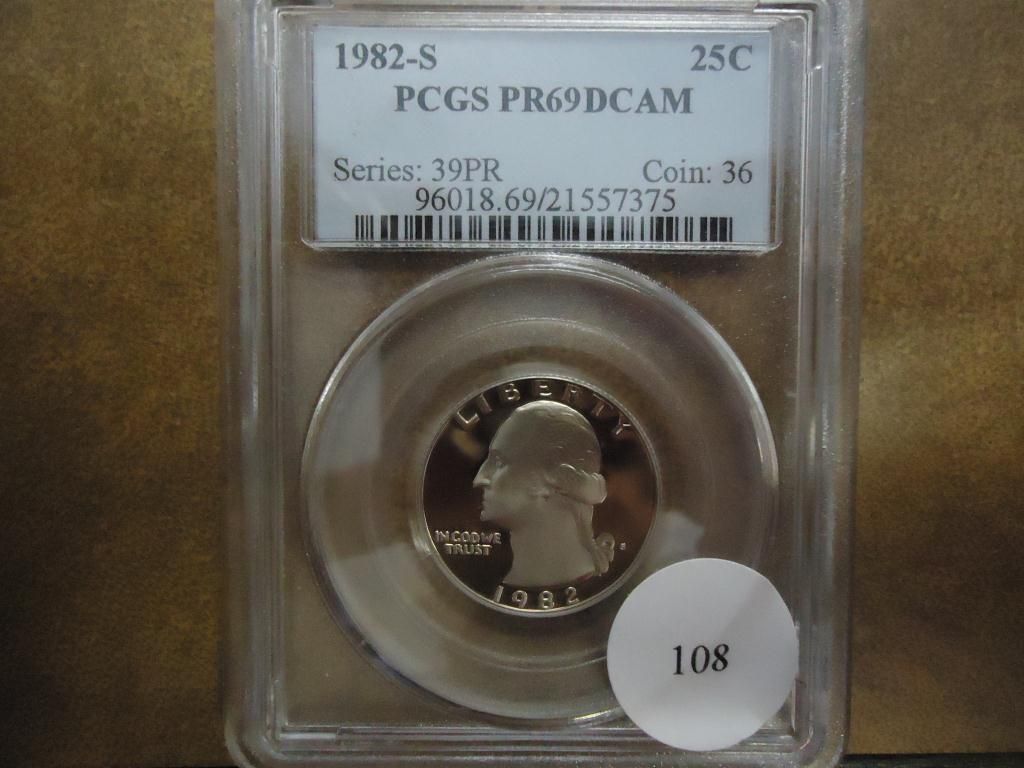 1982-S 25C
PCGS PR69DCAM
Series: 39PR Coin: 36
96018.69/21557375
LIBERTY
IN GOD WE
TRUST
S
1982
108